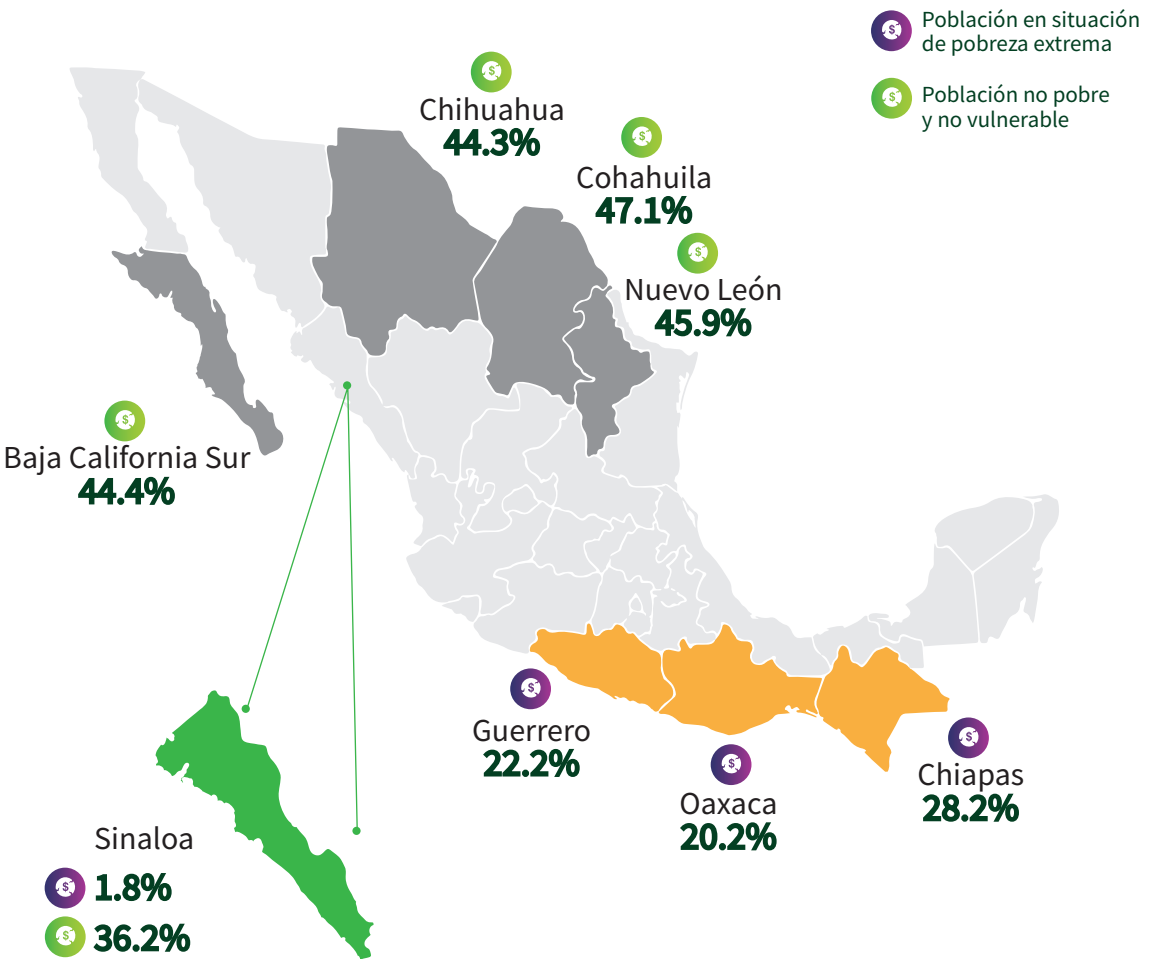 Población en situación
de pobreza extrema
Población no pobre
y no vulnerable
Chihuahua
44.3%
Cohahuila
47.1%
Nuevo León
45.9%
Baja California Sur
44.4%
Guerrero
22.2%
Oaxaca
20.2%
Chiapas
28.2%
Sinaloa
1.8%
36.2%